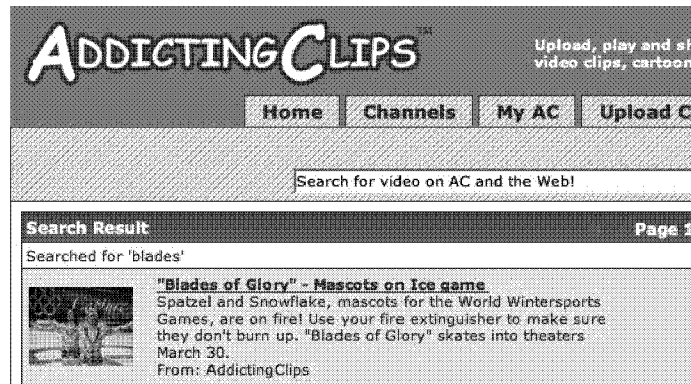 ADDICTINGCLIPS™
Upload, play and sh
video clips, cartoon
Home Channels My AC Upload C
Search for video on AC and the Web!
Search Result Page 1
Searched for 'blades'
"Blades of Glory" - Mascots on Ice game
Spatzel and Snowflake, mascots for the World Wintersports
Games, are on fire! Use your fire extinguisher to make sure
they don't burn up. "Blades of Glory" skates into theaters
March 30.
From: AddictingClips